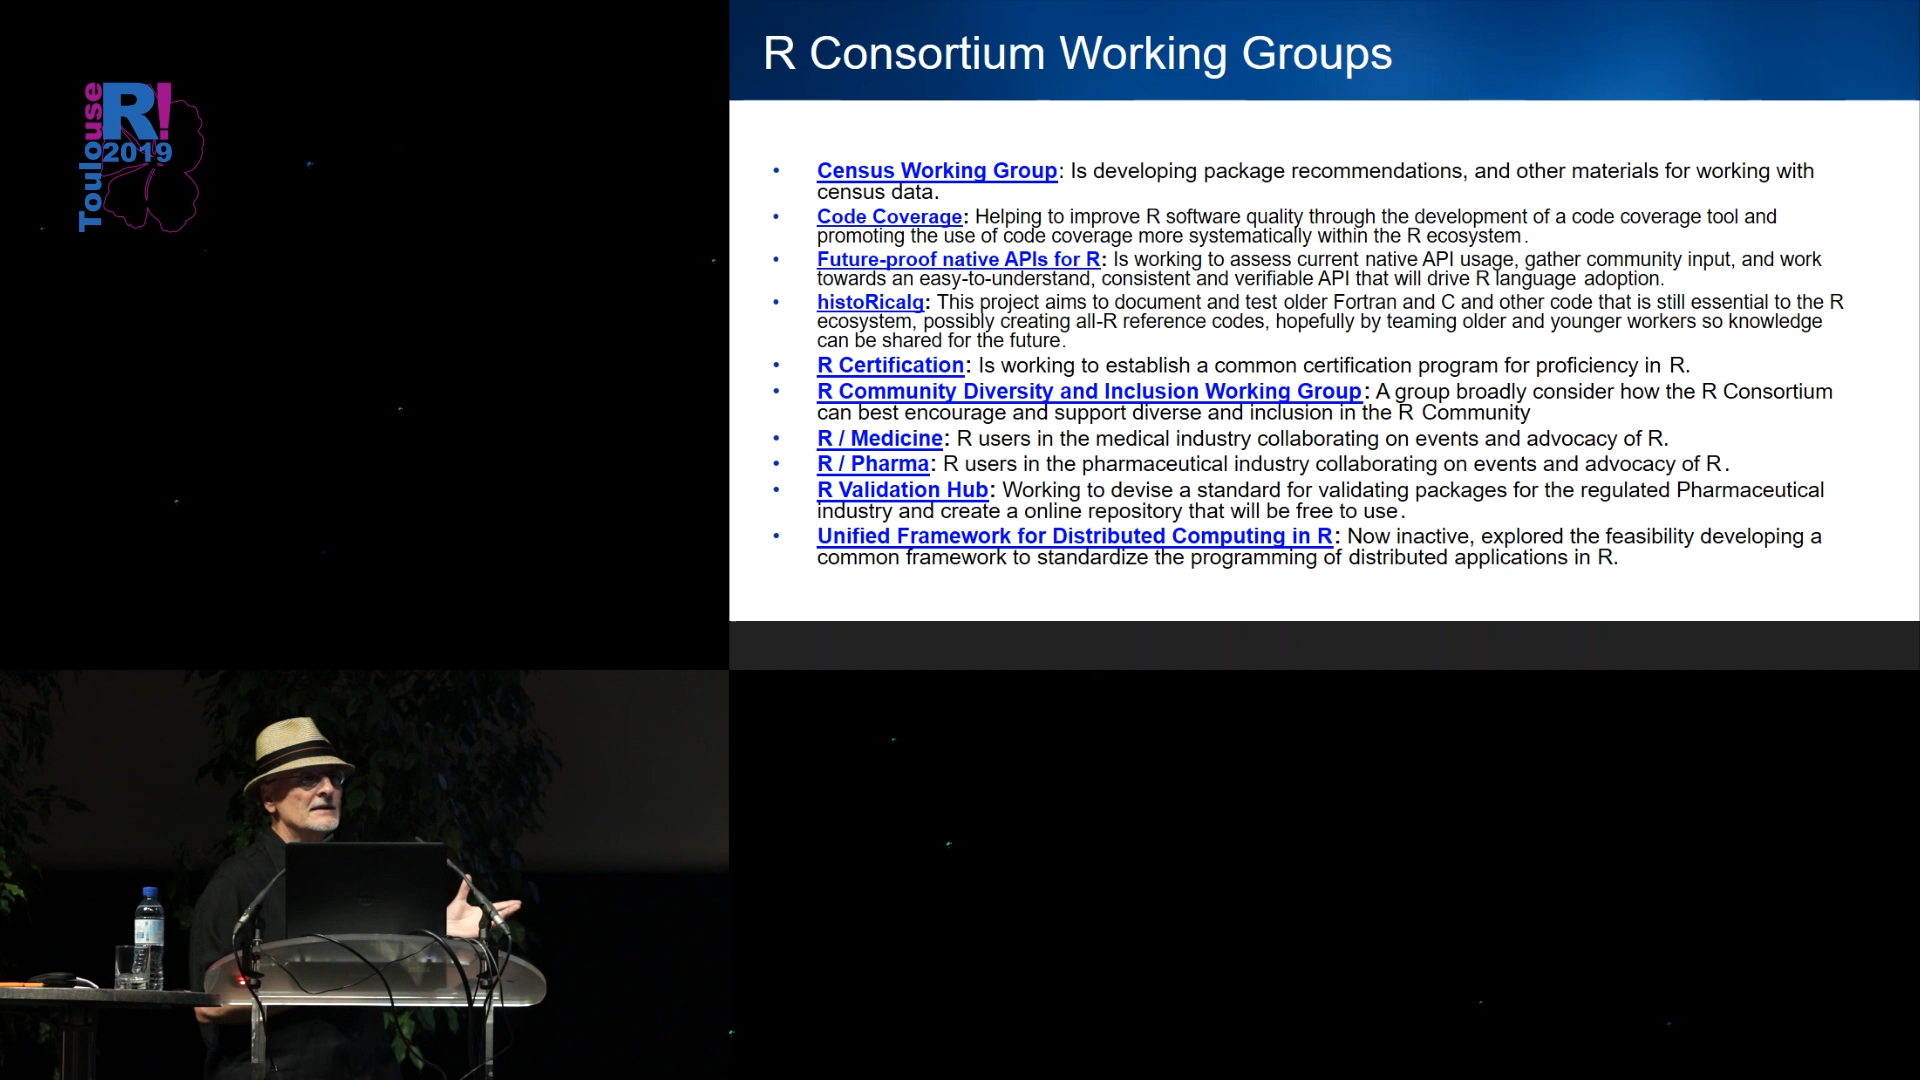 Toulouse
R!
2019
R Consortium Working Groups
• Census Working Group: Is developing package recommendations, and other materials for working with
census data.
• Code Coverage: Helping to improve R software quality through the development of a code coverage tool and
promoting the use of code coverage more systematically within the R ecosystem.
• Future-proof native APIs for R: Is working to assess current native API usage, gather community input, and work
towards an easy-to-understand, consistent and verifiable API that will drive R language adoption.
• histoRicalg: This project aims to document and test older Fortran and C and other code that is still essential to the R
ecosystem, possibly creating all-R reference codes, hopefully by teaming older and younger workers so knowledge
can be shared for the future.
• R Certification: Is working to establish a common certification program for proficiency in R.
• R Community Diversity and Inclusion Working Group: A group broadly consider how the R Consortium
can best encourage and support diverse and inclusion in the R Community
• R / Medicine: R users in the medical industry collaborating on events and advocacy of R.
• R / Pharma: R users in the pharmaceutical industry collaborating on events and advocacy of R.
• R Validation Hub: Working to devise a standard for validating packages for the regulated Pharmaceutical
industry and create a online repository that will be free to use.
• Unified Framework for Distributed Computing in R: Now inactive, explored the feasibility developing a
common framework to standardize the programming of distributed applications in R.